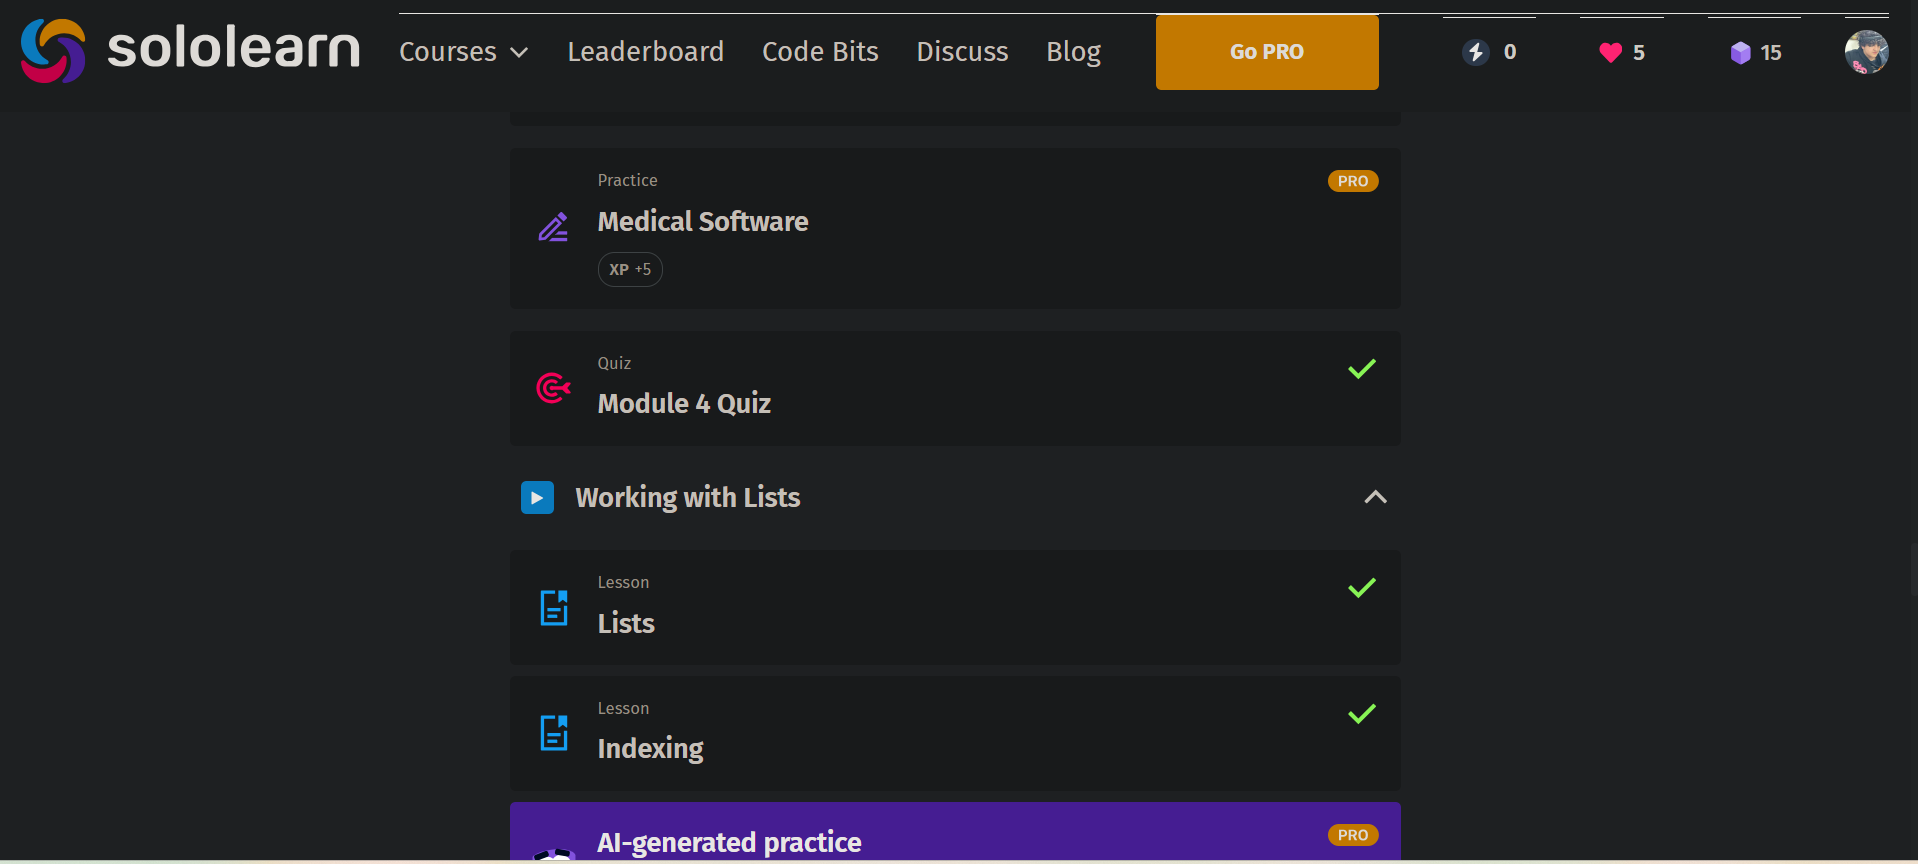 sololearn Courses Leaderboard Code Bits Discuss Blog Go PRO 0 5 15
Practice PRO
Medical Software
XP +5
Quiz
Module 4 Quiz
Working with Lists
Lesson
Lists
Lesson
Indexing
AI-generated practice PRO